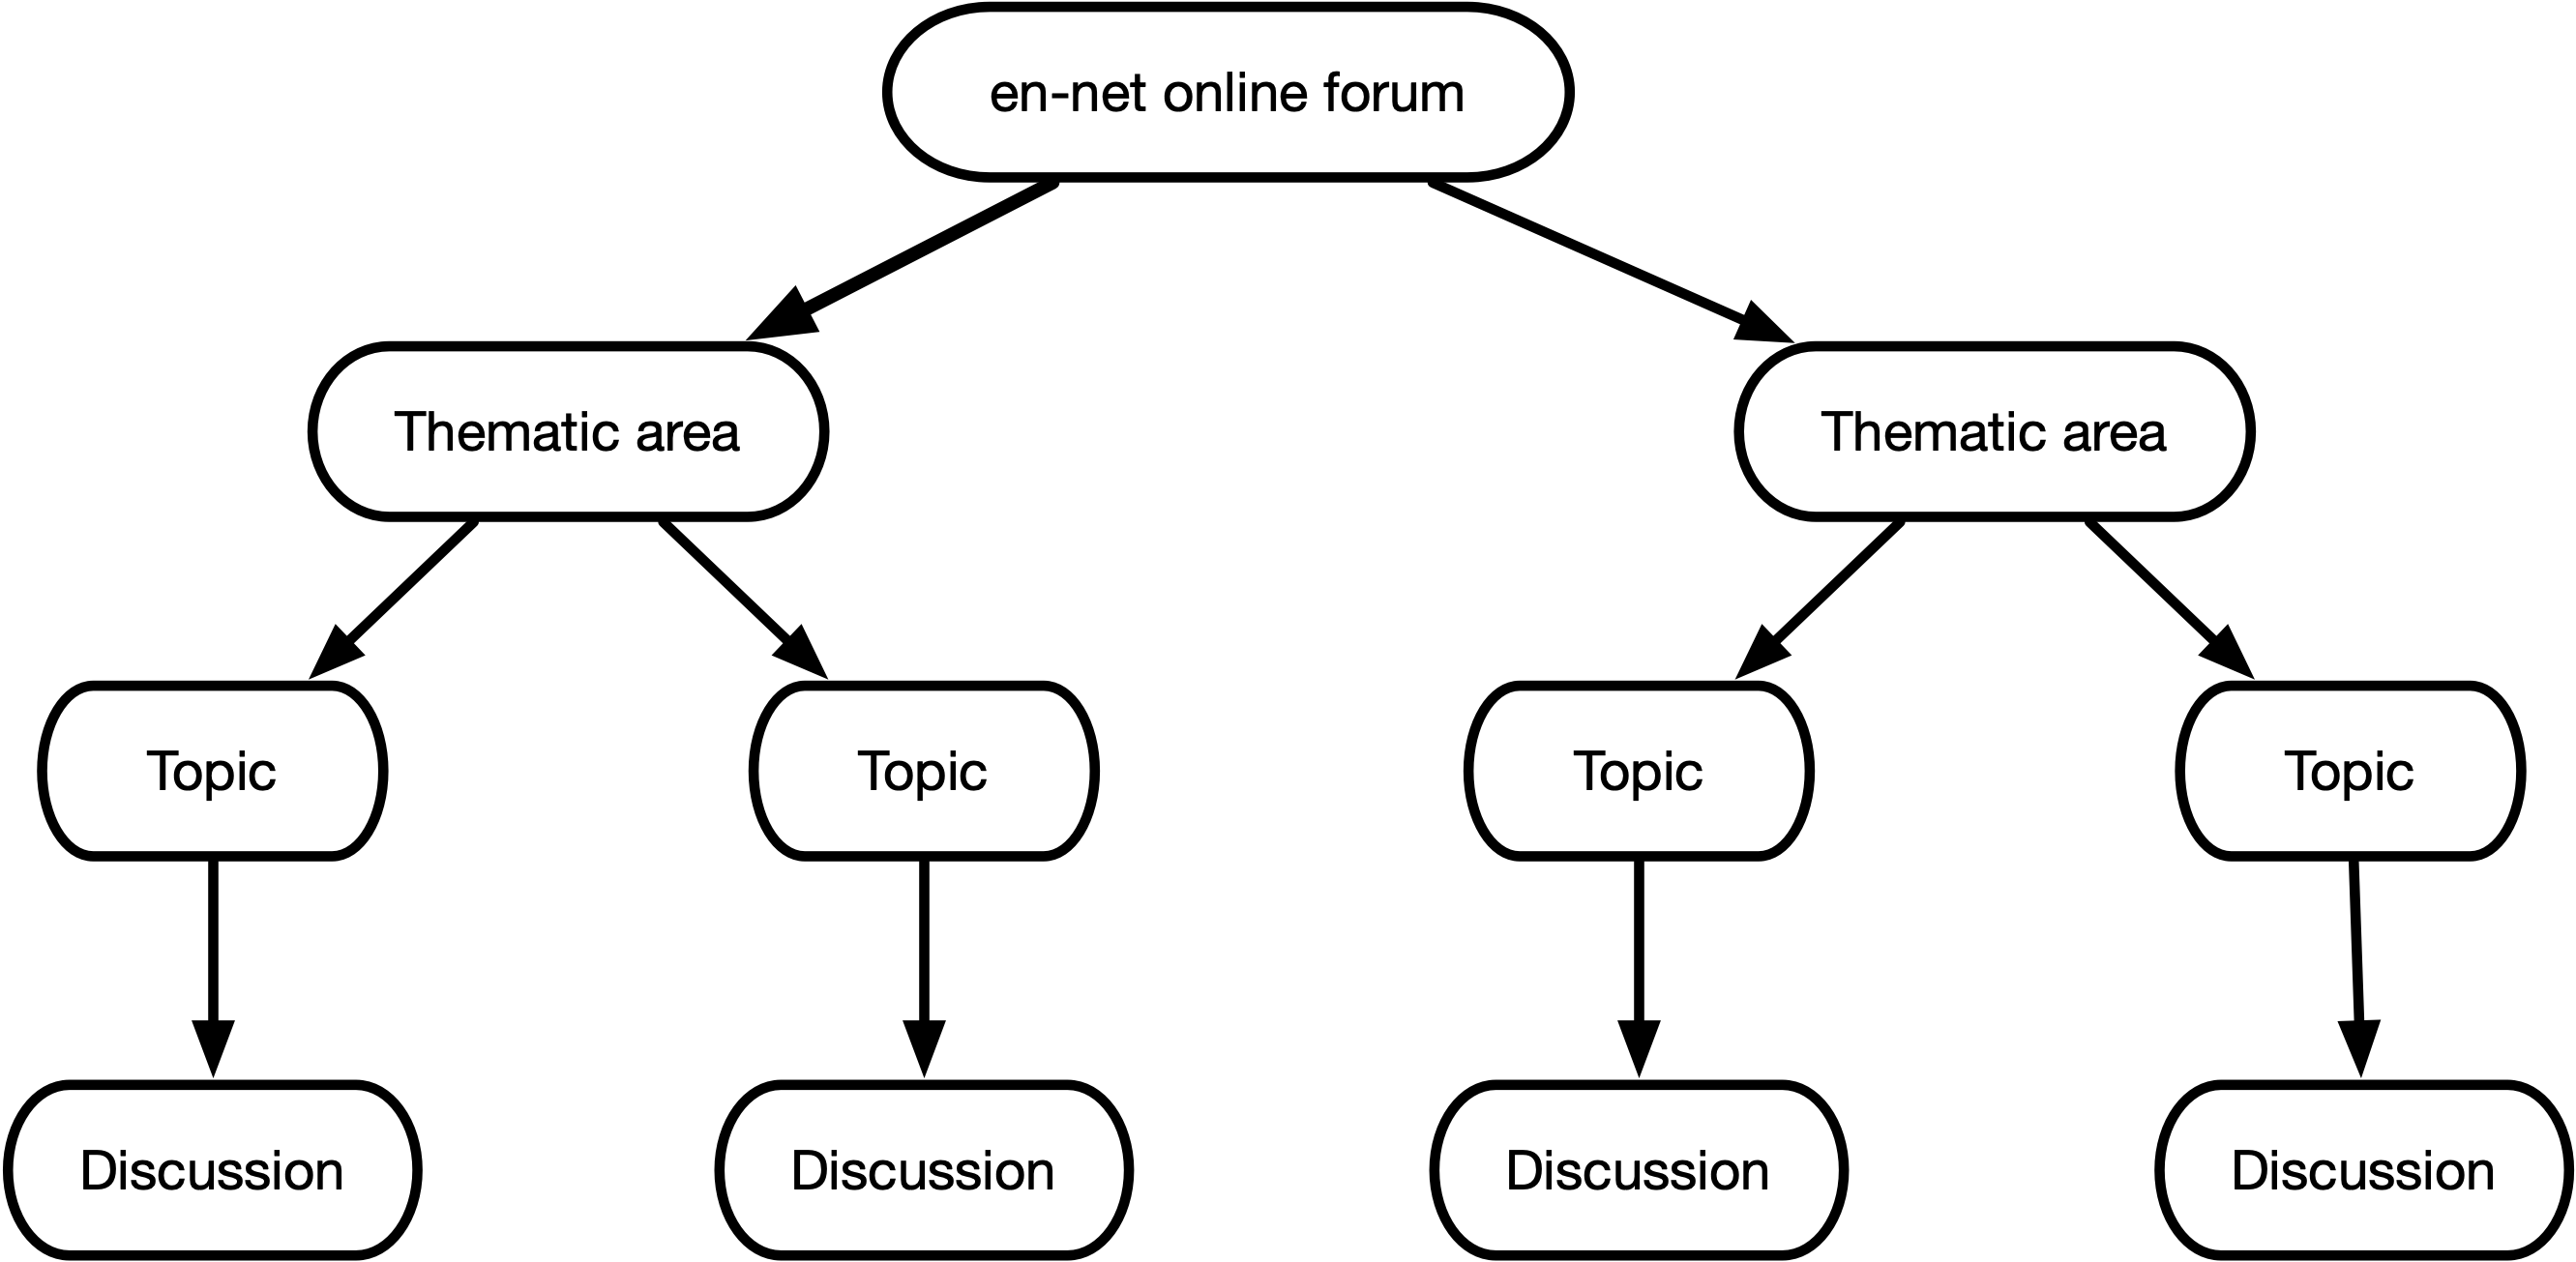 en-net online forum
Thematic area
Thematic area
Topic
Topic
Topic
Topic
Discussion
Discussion
Discussion
Discussion